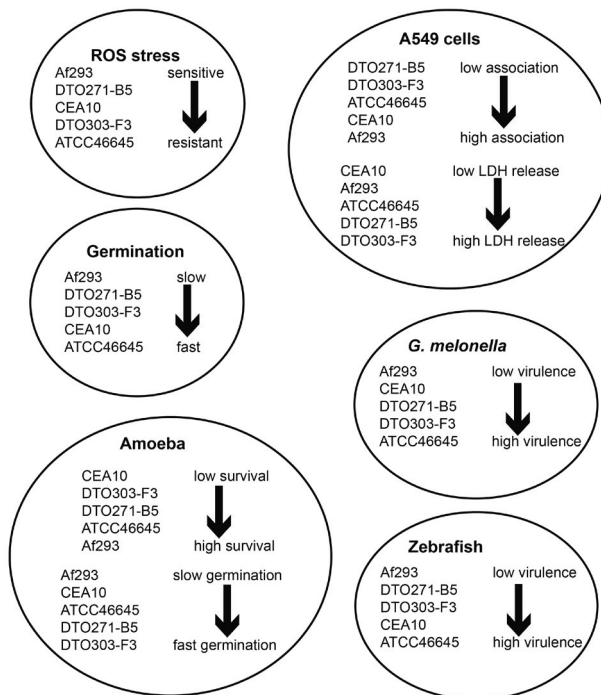 ROS stress
Af293 sensitive
DTO271-B5
CEA10
DTO303-F3
ATCC46645 resistant
Germination
Af293 slow
DTO271-B5
DTO303-F3
CEA10
ATCC46645 fast
Amoeba
CEA10 low survival
DTO303-F3
DTO271-B5
ATCC46645
Af293 high survival
Af293 slow germination
CEA10
ATCC46645
DTO271-B5
DTO303-F3 fast germination
A549 cells
DTO271-B5 low association
DTO303-F3
ATCC46645
CEA10
Af293 high association
CEA10 low LDH release
Af293
ATCC46645
DTO271-B5
DTO303-F3 high LDH release
G. melonella
Af293 low virulence
CEA10
DTO271-B5
DTO303-F3
ATCC46645 high virulence
Zebrafish
Af293 low virulence
DTO271-B5
DTO303-F3
CEA10
ATCC46645 high virulence